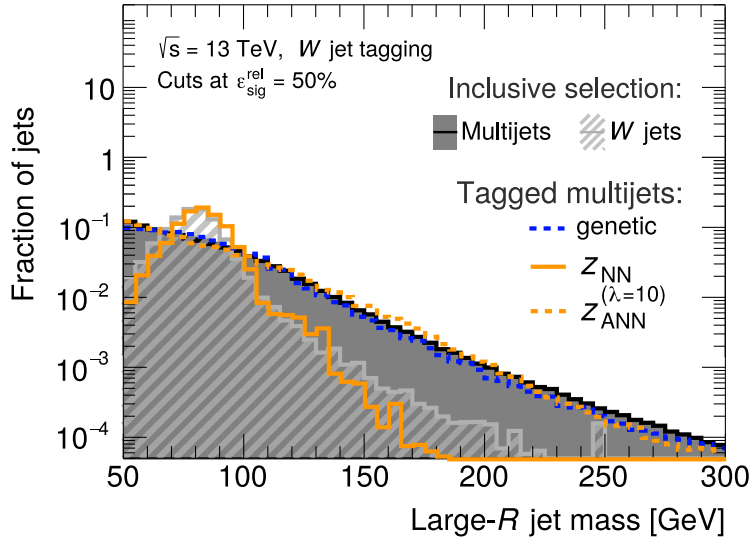 √s = 13 TeV, W jet tagging
Cuts at ε_sig^rel = 50%
Inclusive selection:
Multijets
W jets
Tagged multijets:
genetic
z_NN
z_ANN^(λ=10)
Fraction of jets
10
1
10^−1
10^−2
10^−3
10^−4
50 100 150 200 250 300
Large-R jet mass [GeV]